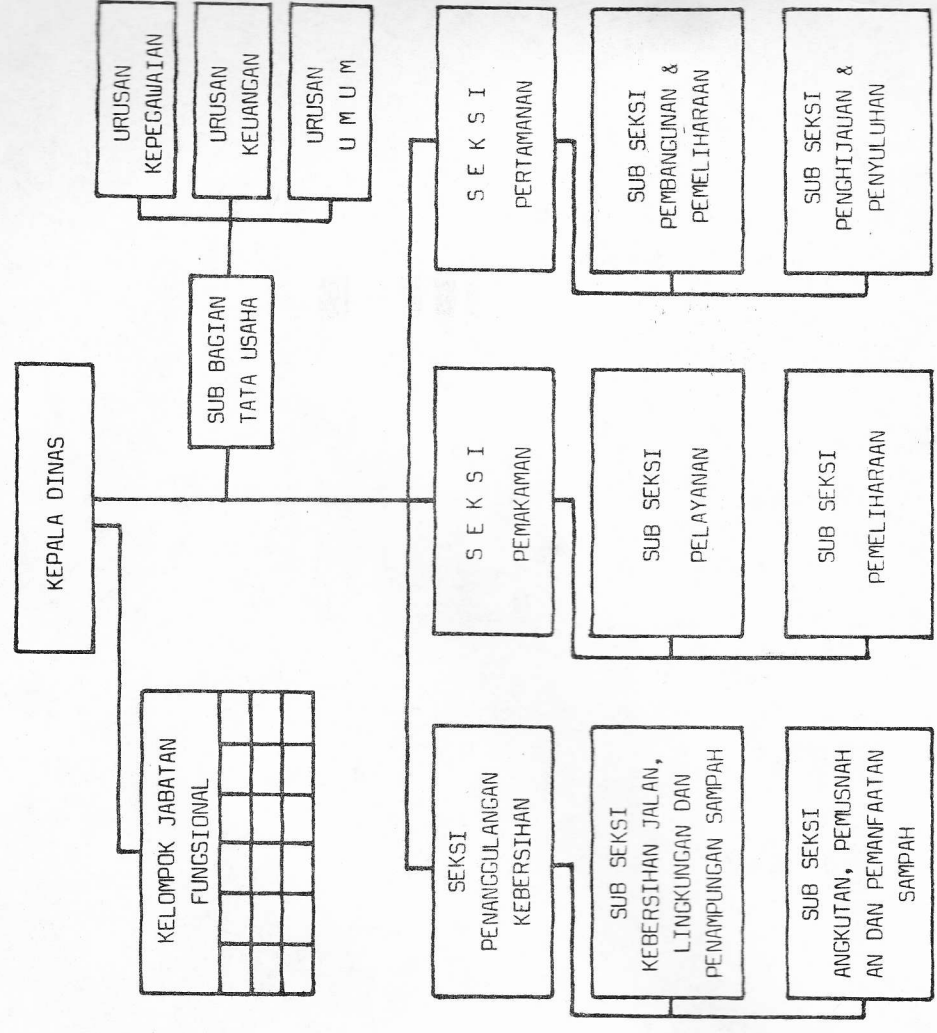 KEPALA DINAS
KELOMPOK JABATAN
FUNGSIONAL
SUB BAGIAN
TATA USAHA
URUSAN
KEPEGAWAIAN
URUSAN
KEUANGAN
URUSAN
U M U M
SEKSI
PENANGGULANGAN
KEBERSIHAN
SUB SEKSI
KEBERSIHAN JALAN,
LINGKUNGAN DAN
PENAMPUNGAN SAMPAH
SUB SEKSI
ANGKUTAN, PEMUSNAH
AN DAN PEMANFAATAN
SAMPAH
S E K S I
PEMAKAMAN
SUB SEKSI
PELAYANAN
SUB SEKSI
PEMELIHARAAN
S E K S I
PERTAMANAN
SUB SEKSI
PEMBANGUNAN &
PEMELIHARAAN
SUB SEKSI
PENGHIJAUAN &
PENYULUHAN